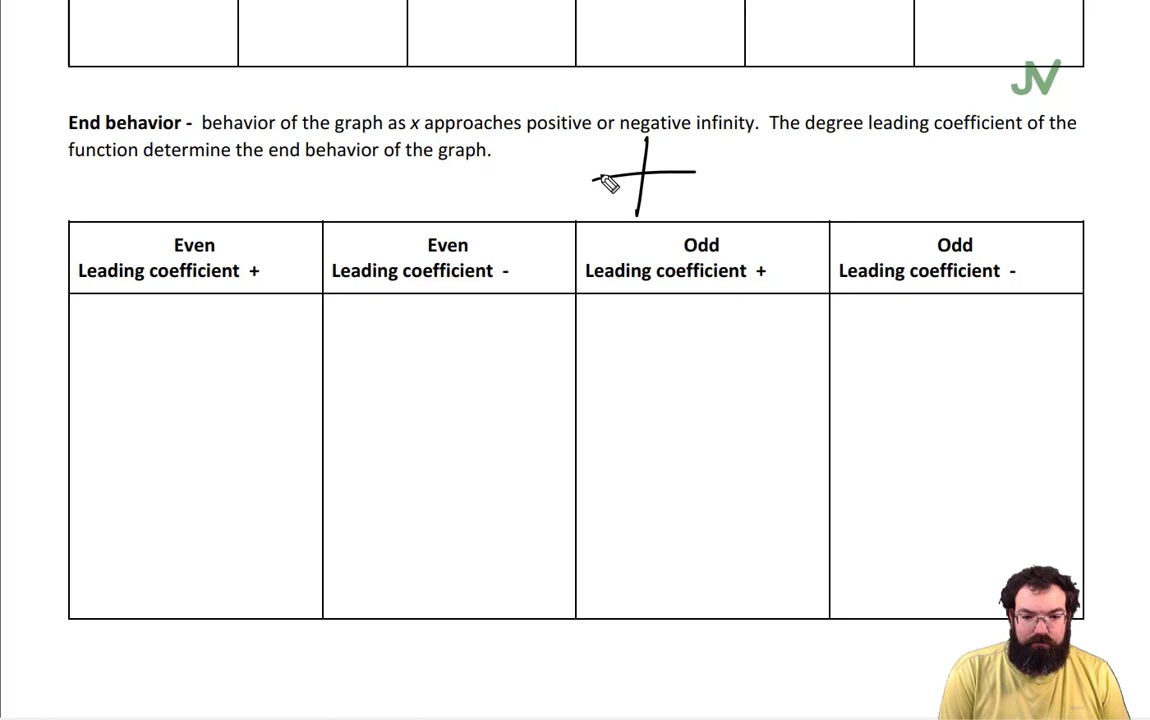 JV
End behavior -  behavior of the graph as x approaches positive or negative infinity.  The degree leading coefficient of the
function determine the end behavior of the graph.
Even
Leading coefficient  +
Even
Leading coefficient  -
Odd
Leading coefficient  +
Odd
Leading coefficient  -